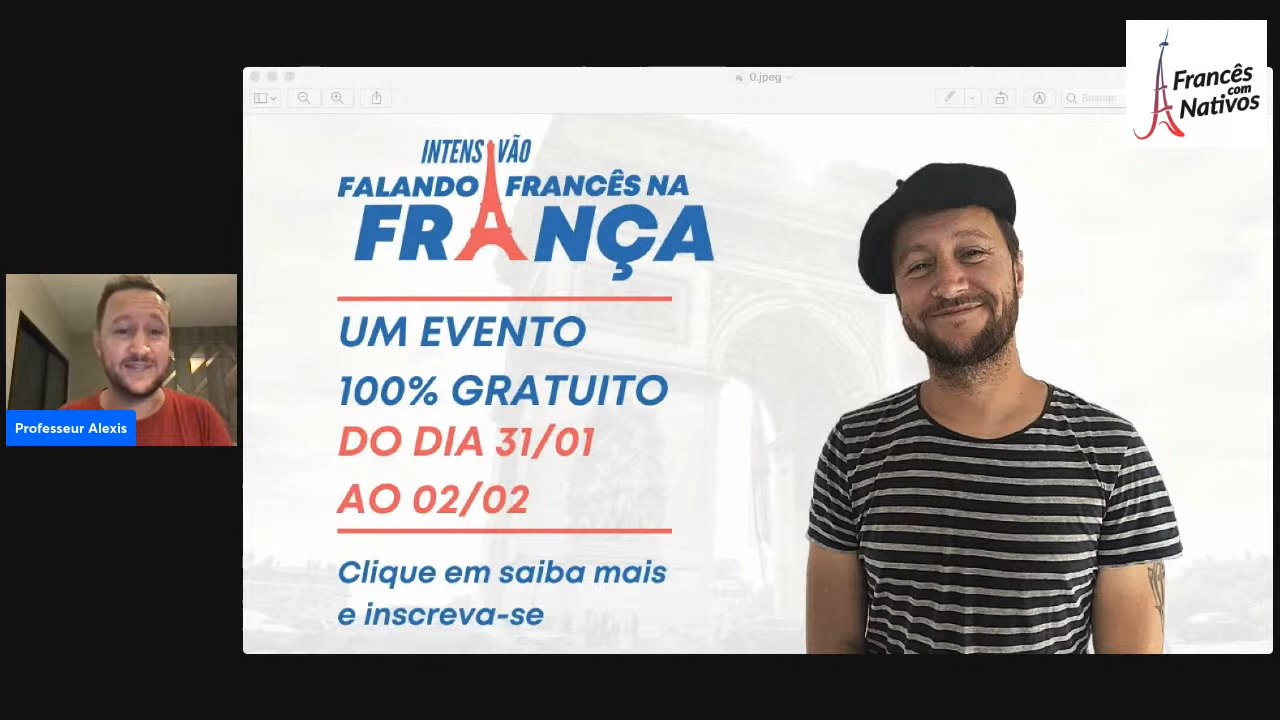 0.jpeg
Buscar
Francês
com
Nativos
INTENSIVÃO
FALANDO FRANCÊS NA
FRANÇA
UM EVENTO
100% GRATUITO
DO DIA 31/01
AO 02/02
Clique em saiba mais
e inscreva-se
Professeur Alexis